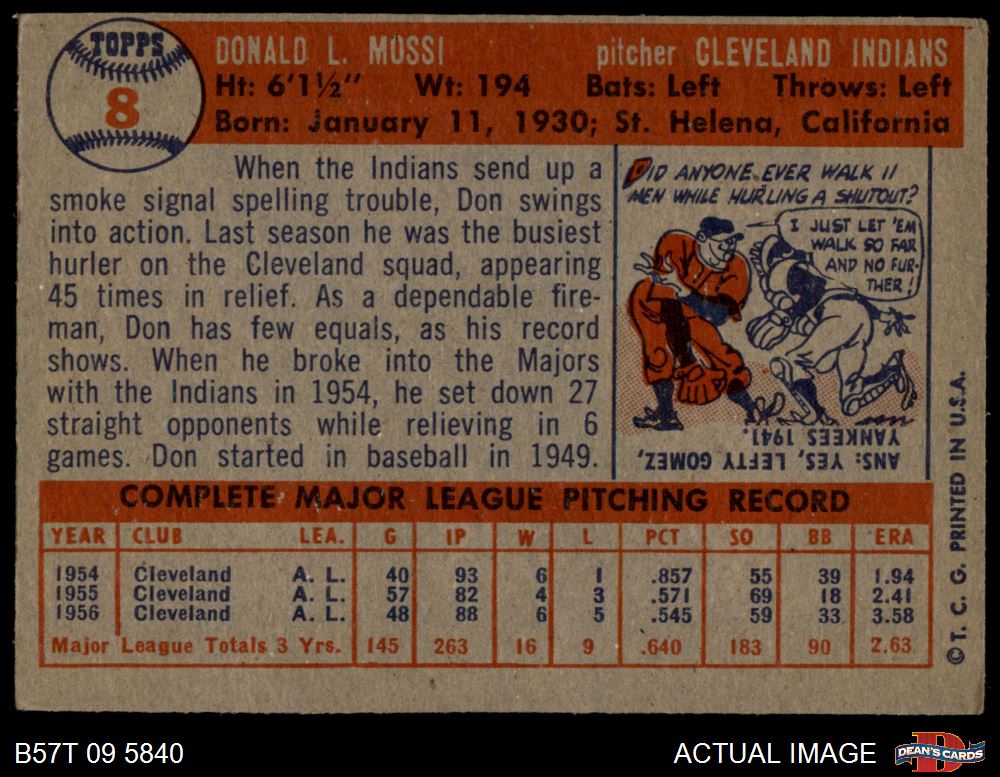 TOPPS
8
DONALD L. MOSSI pitcher CLEVELAND INDIANS
Ht: 6'1½" Wt: 194 Bats: Left Throws: Left
Born: January 11, 1930; St. Helena, California
When the Indians send up a
smoke signal spelling trouble, Don swings
into action. Last season he was the busiest
hurler on the Cleveland squad, appearing
45 times in relief. As a dependable fire-
man, Don has few equals, as his record
shows. When he broke into the Majors
with the Indians in 1954, he set down 27
straight opponents while relieving in 6
games. Don started in baseball in 1949.
DID ANYONE EVER WALK 11
MEN WHILE HURLING A SHUTOUT?
I JUST LET 'EM
WALK SO FAR
AND NO FUR-
THER!
ANS: YES, LEFTY GOMEZ,
YANKEES 1941.
COMPLETE MAJOR LEAGUE PITCHING RECORD
YEAR CLUB LEA. G IP W L PCT SO BB ERA
1954 Cleveland A. L. 40 93 6 1 .857 55 39 1.94
1955 Cleveland A. L. 57 82 4 3 .571 69 18 2.41
1956 Cleveland A. L. 48 88 6 5 .545 59 33 3.58
Major League Totals 3 Yrs. 145 263 16 9 .640 183 90 2.63
© T. C. G. PRINTED IN U.S.A.
B57T 09 5840
ACTUAL IMAGE
D
DEAN'S CARDS